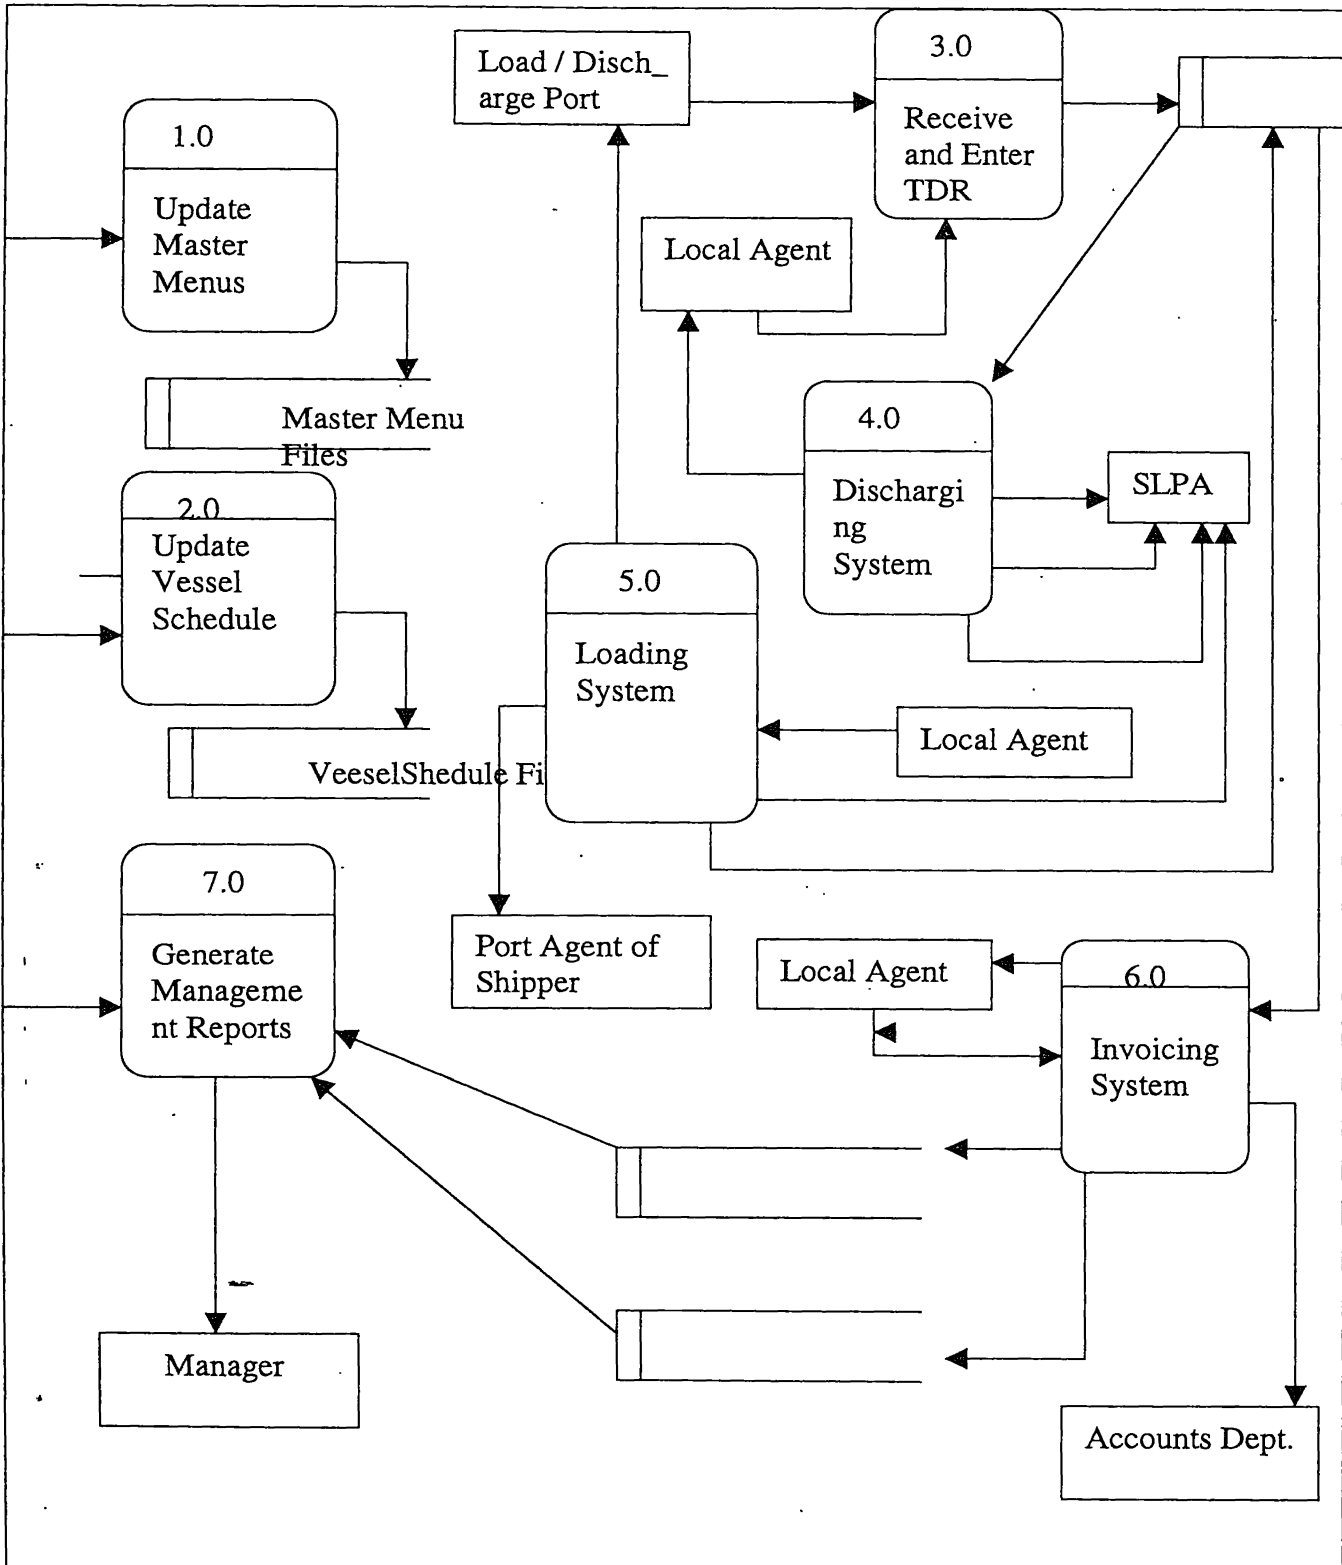 Load / Disch_
arge Port
3.0
Receive
and Enter
TDR
1.0
Update
Master
Menus
Local Agent
Master Menu
Files
4.0
Dischargi
ng
System
SLPA
2.0
Update
Vessel
Schedule
5.0
Loading
System
Local Agent
VeeselShedule Fi
7.0
Generate
Manageme
nt Reports
Port Agent of
Shipper
Local Agent
6.0
Invoicing
System
Manager
Accounts Dept.